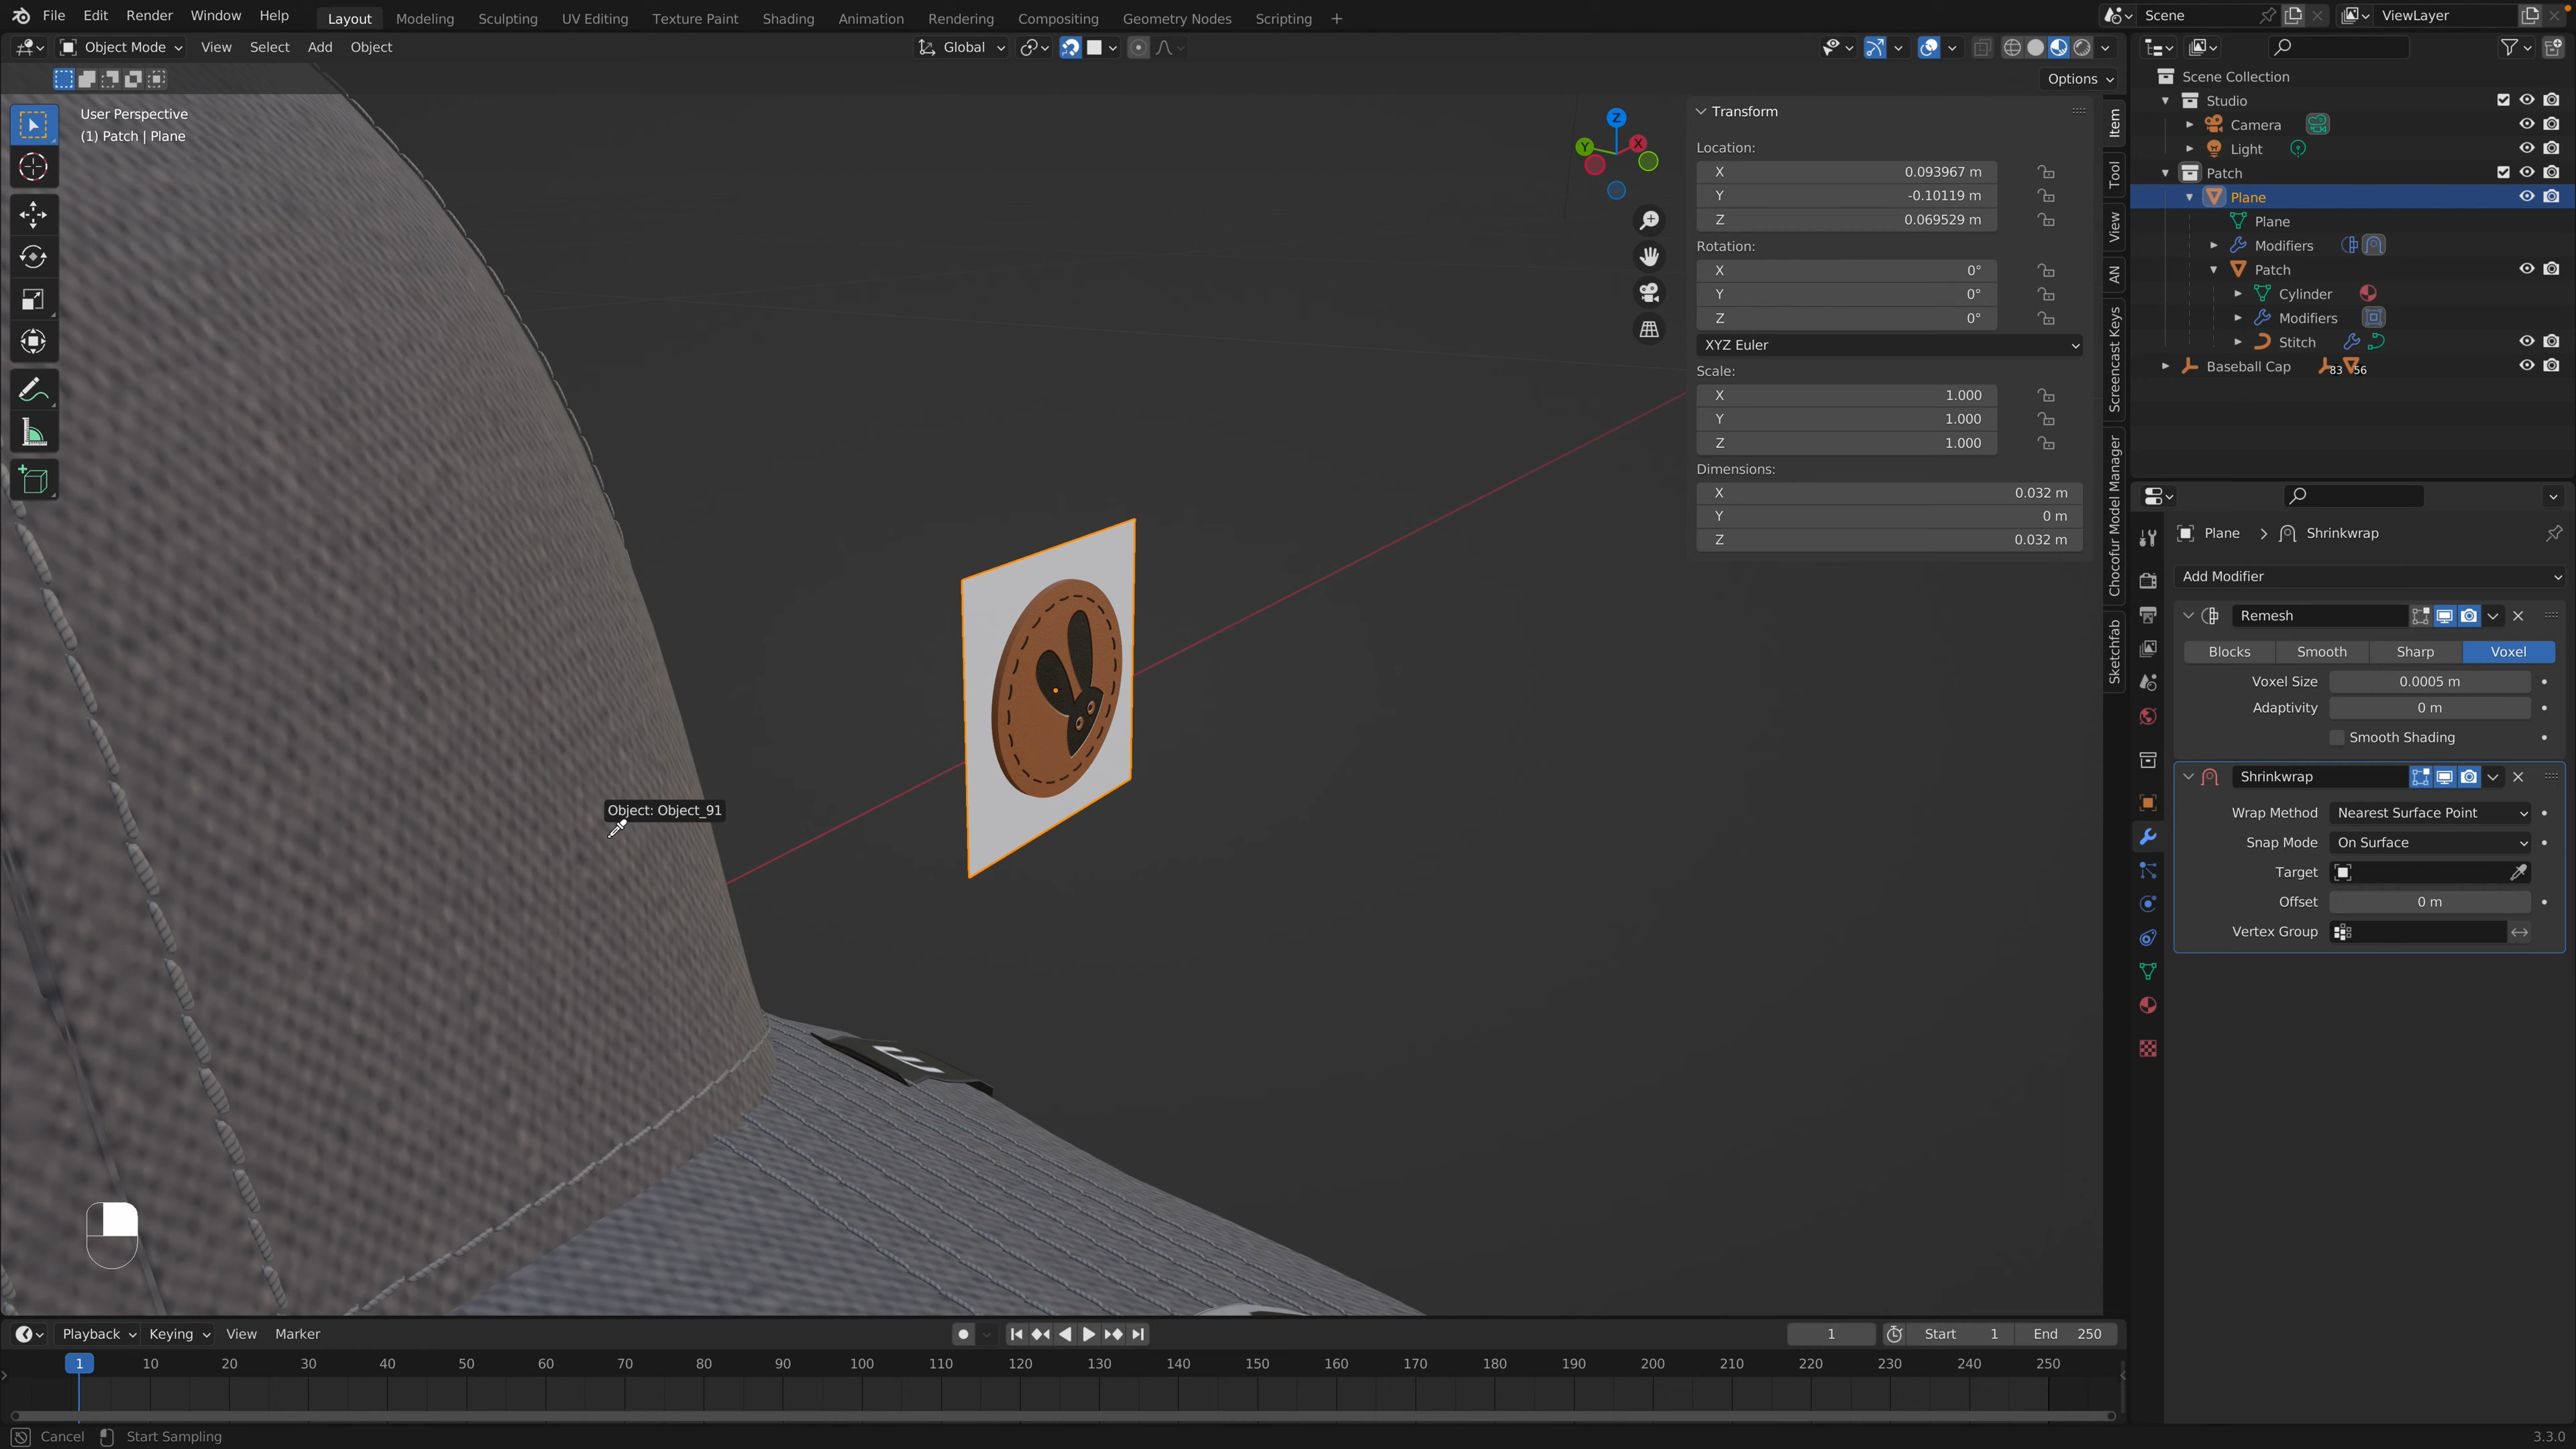 File Edit Render Window Help Layout Modeling Sculpting UV Editing Texture Paint Shading Animation Rendering Compositing Geometry Nodes Scripting + Scene ViewLayer
Object Mode View Select Add Object Global
Options
User Perspective
(1) Patch | Plane
Z
Y
X
Transform
Location:
X 0.093967 m
Y -0.10119 m
Z 0.069529 m
Rotation:
X 0°
Y 0°
Z 0°
XYZ Euler
Scale:
X 1.000
Y 1.000
Z 1.000
Dimensions:
X 0.032 m
Y 0 m
Z 0.032 m
Item
Tool
View
AN
Screencast Keys
Chocofur Model Manager
Sketchfab
Scene Collection
Studio
Camera
Light
Patch
Plane
Plane
Modifiers
Patch
Cylinder
Modifiers
Stitch
Baseball Cap 83 56
Plane > Shrinkwrap
Add Modifier
Remesh
Blocks Smooth Sharp Voxel
Voxel Size 0.0005 m
Adaptivity 0 m
Smooth Shading
Shrinkwrap
Wrap Method Nearest Surface Point
Snap Mode On Surface
Target
Offset 0 m
Vertex Group
Object: Object_91
Playback Keying View Marker 1 Start 1 End 250
1 10 20 30 40 50 60 70 80 90 100 110 120 130 140 150 160 170 180 190 200 210 220 230 240 250
Cancel Start Sampling 3.3.0